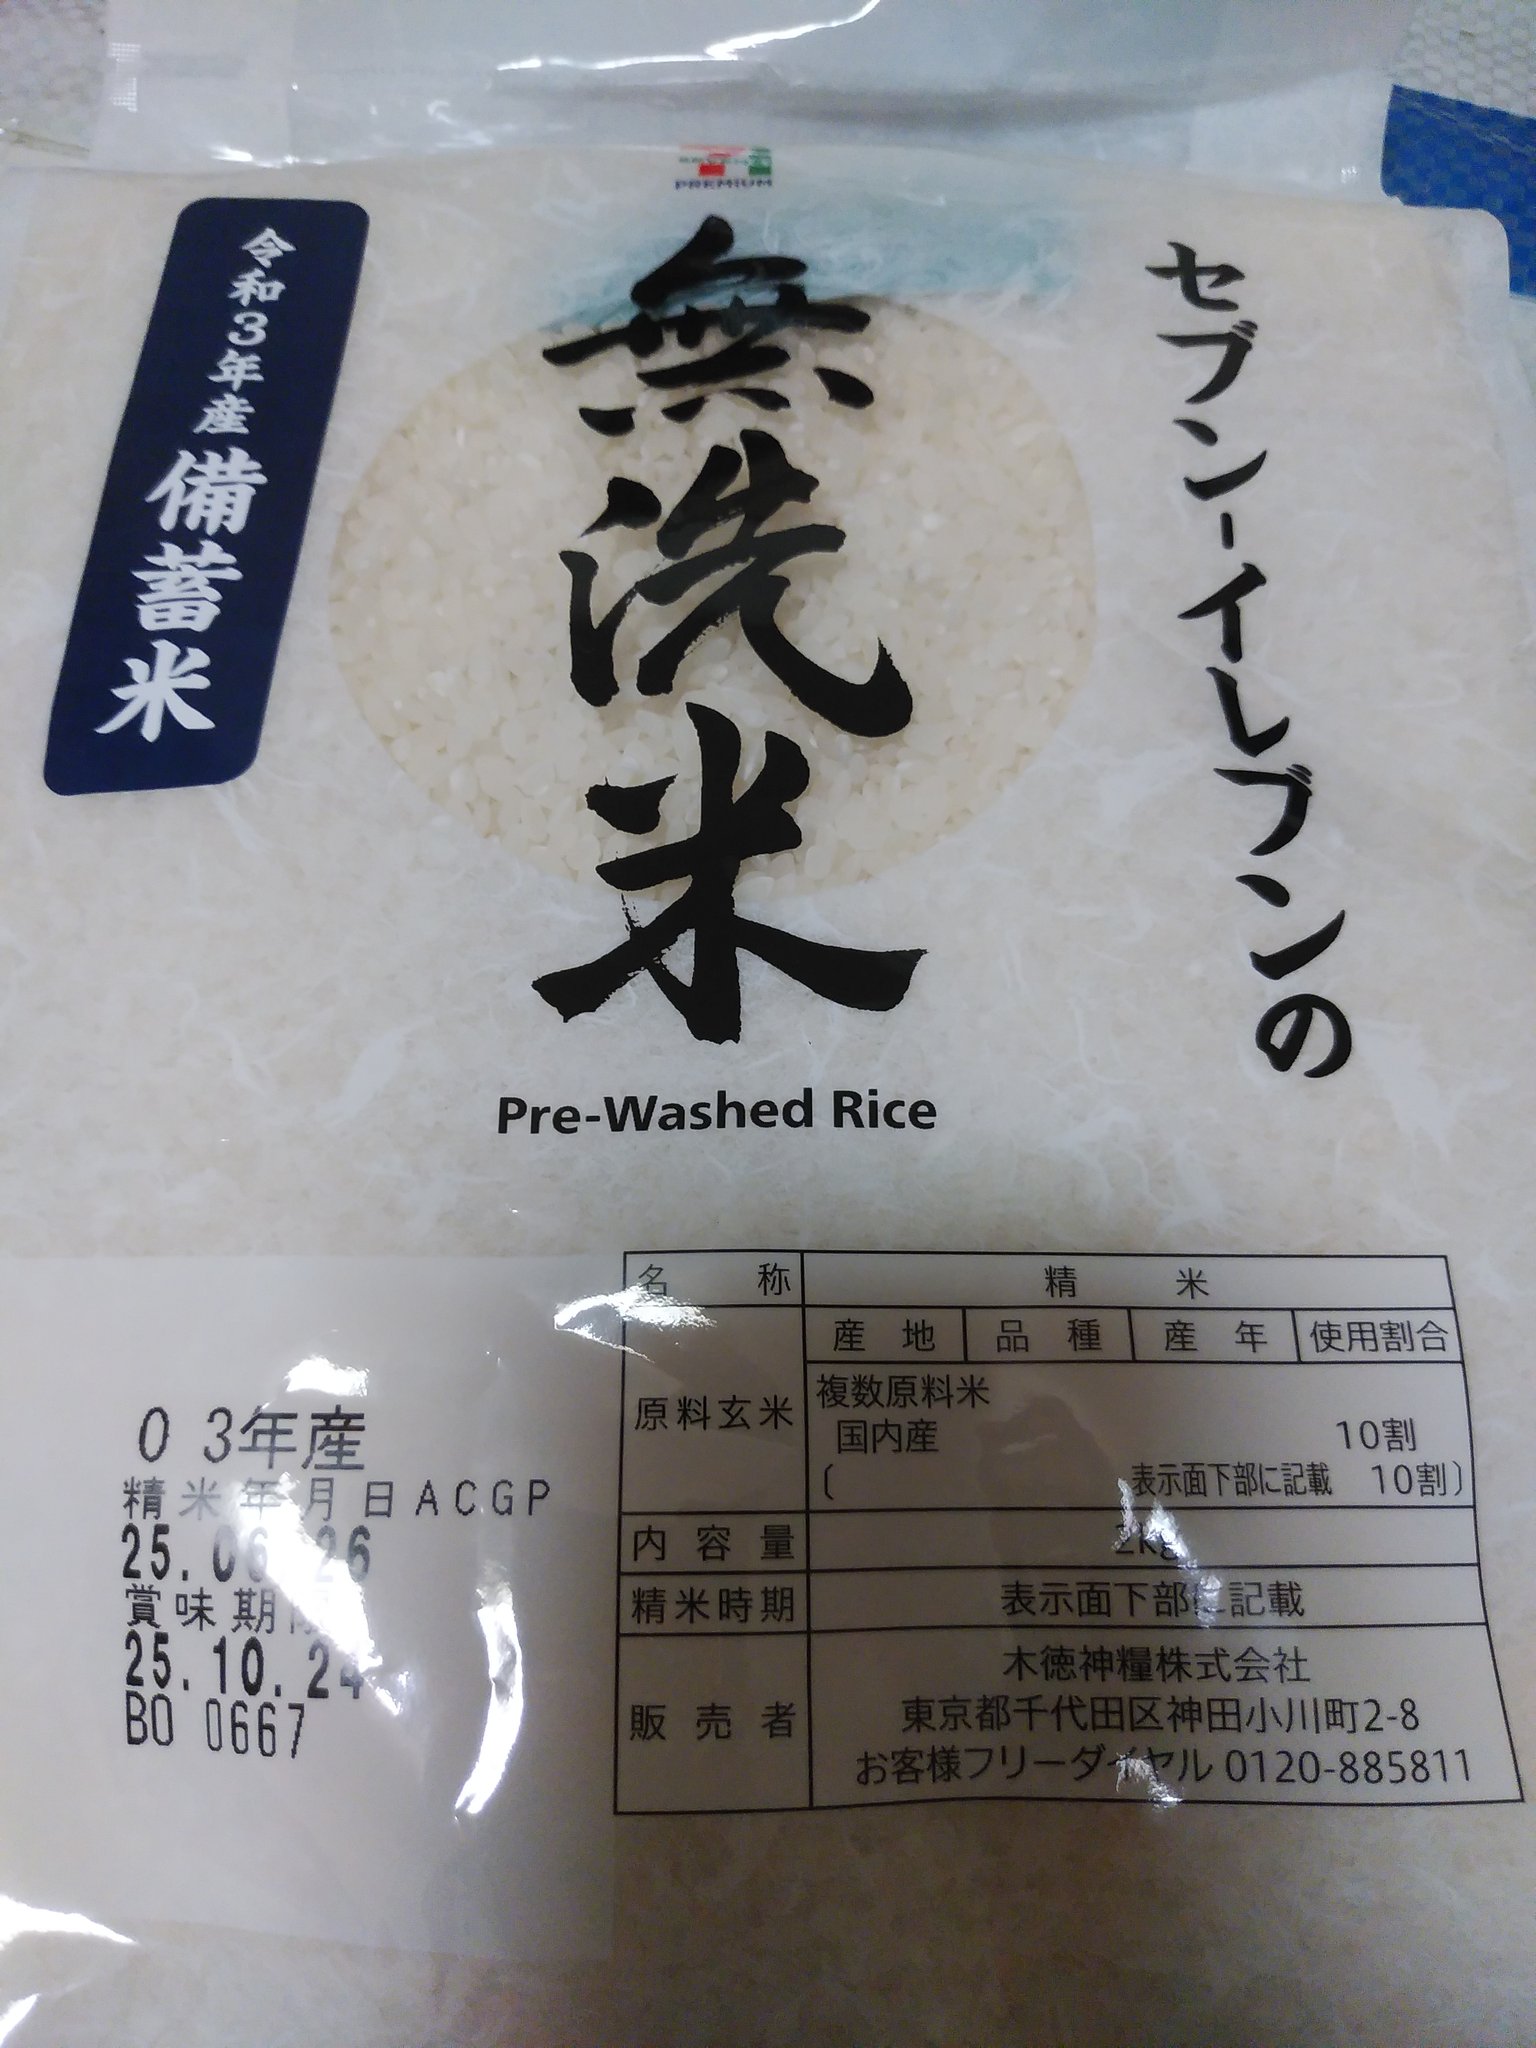 PREMIUM
セブン-イレブンの
無洗米
令和3年産 備蓄米
Pre-Washed Rice
名称 精米
原料玄米 産地 品種 産年 使用割合
複数原料米
国内産 10割
( 表示面下部に記載 10割)
内容量 2kg
精米時期 表示面下部に記載
販売者 木徳神糧株式会社
東京都千代田区神田小川町2-8
お客様フリーダイヤル 0120-885811
03年産
精米年月日ACGP
25.06.26
賞味期限
25.10.24
BO 0667